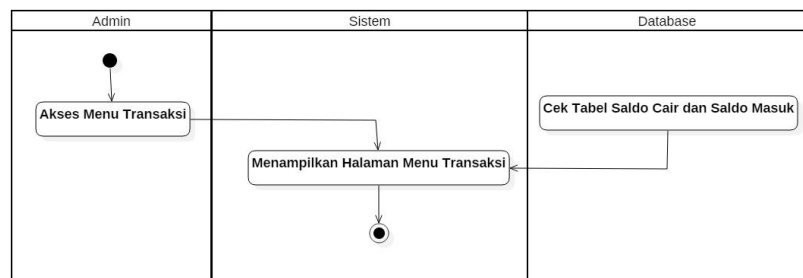 Admin
Sistem
Database
Akses Menu Transaksi
Cek Tabel Saldo Cair dan Saldo Masuk
Menampilkan Halaman Menu Transaksi